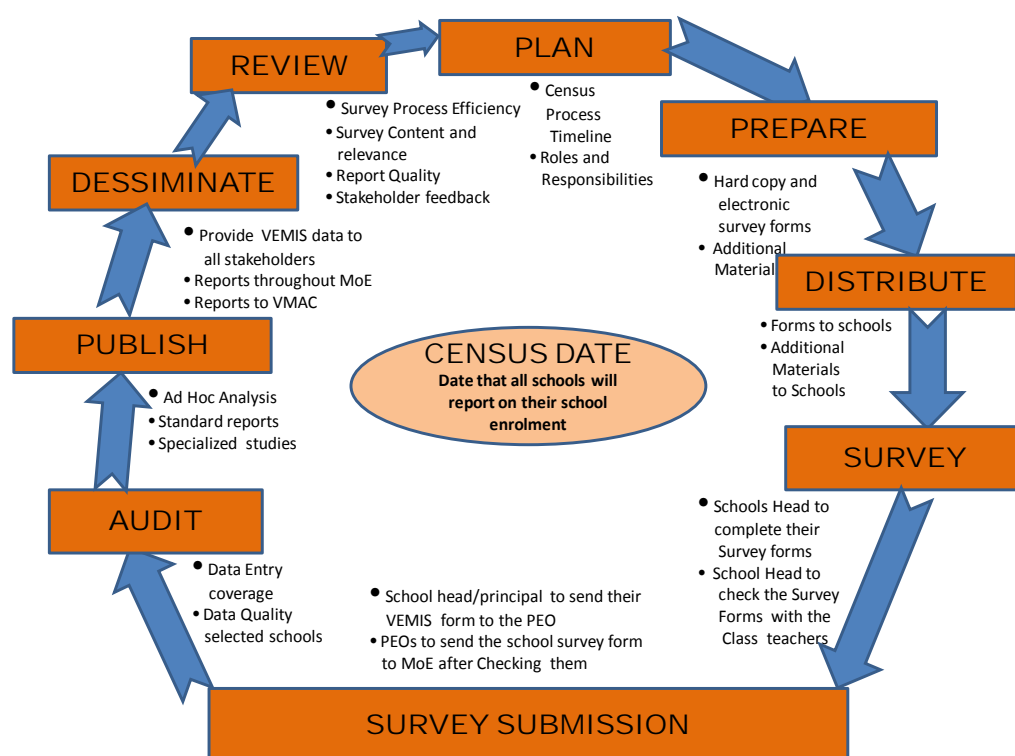 PLAN
• Census
Process
Timeline
• Roles and
Responsibilities
PREPARE
• Hard copy and
electronic
survey forms
• Additional
Material
DISTRIBUTE
• Forms to schools
• Additional
Materials
to Schools
SURVEY
• Schools Head to
complete their
Survey forms
• School Head to
check the Survey
Forms with the
Class teachers
SURVEY SUBMISSION
• School head/principal to send their
VEMIS form to the PEO
• PEOs to send the school survey form
to MoE after Checking them
AUDIT
• Data Entry
coverage
• Data Quality
selected schools
PUBLISH
• Ad Hoc Analysis
• Standard reports
• Specialized studies
DESSIMINATE
• Provide VEMIS data to
all stakeholders
• Reports throughout MoE
• Reports to VMAC
REVIEW
• Survey Process Efficiency
• Survey Content and
relevance
• Report Quality
• Stakeholder feedback
CENSUS DATE
Date that all schools will
report on their school
enrolment